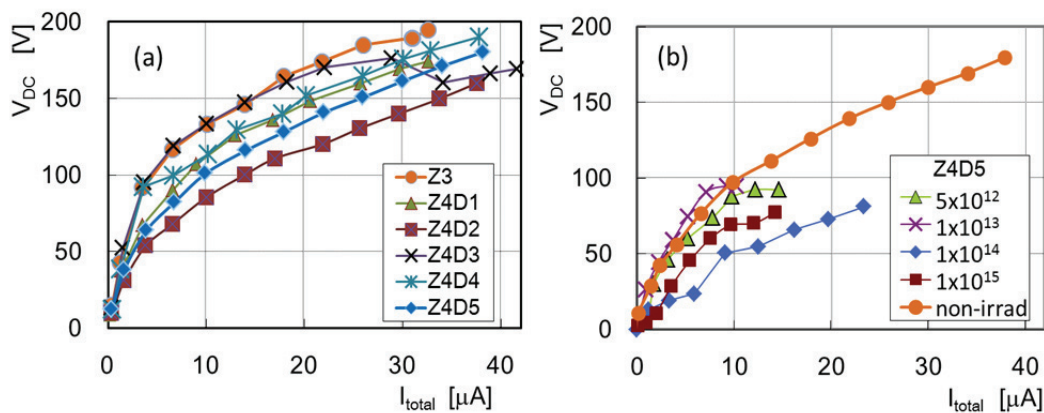 200
150
100
50
0
V_DC [V]
(a)
Z3
Z4D1
Z4D2
Z4D3
Z4D4
Z4D5
0 10 20 30 40
I_total [μA]
200
150
100
50
0
V_DC [V]
(b)
Z4D5
5x10^12
1x10^13
1x10^14
1x10^15
non-irrad
0 10 20 30 40
I_total [μA]